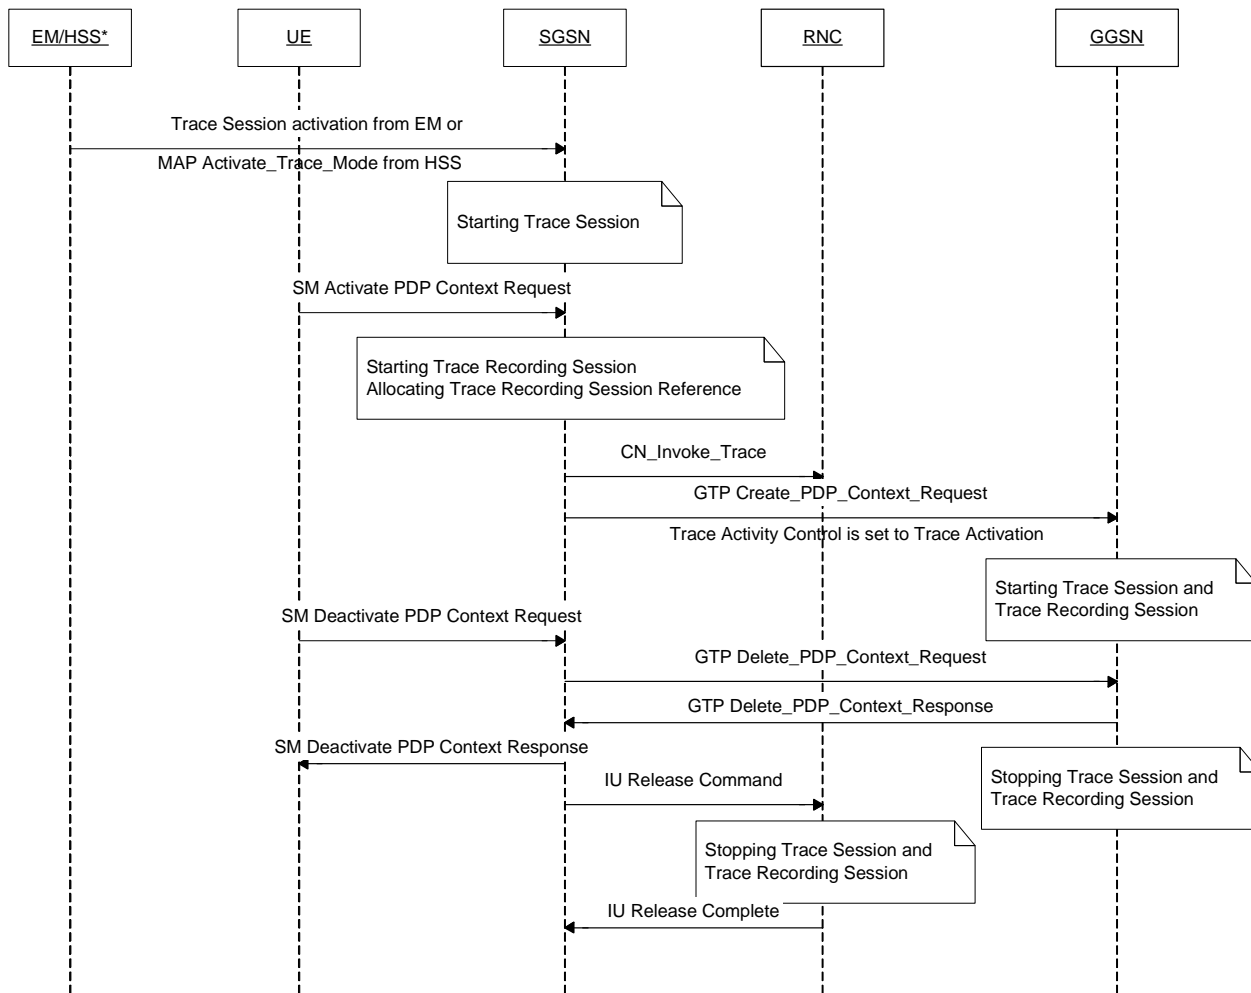 EM/HSS*
UE
SGSN
RNC
GGSN
Trace Session activation from EM or
MAP Activate_Trace_Mode from HSS
Starting Trace Session
SM Activate PDP Context Request
Starting Trace Recording Session
Allocating Trace Recording Session Reference
CN_Invoke_Trace
GTP Create_PDP_Context_Request
Trace Activity Control is set to Trace Activation
Starting Trace Session and
Trace Recording Session
SM Deactivate PDP Context Request
GTP Delete_PDP_Context_Request
GTP Delete_PDP_Context_Response
SM Deactivate PDP Context Response
Stopping Trace Session and
Trace Recording Session
IU Release Command
Stopping Trace Session and
Trace Recording Session
IU Release Complete